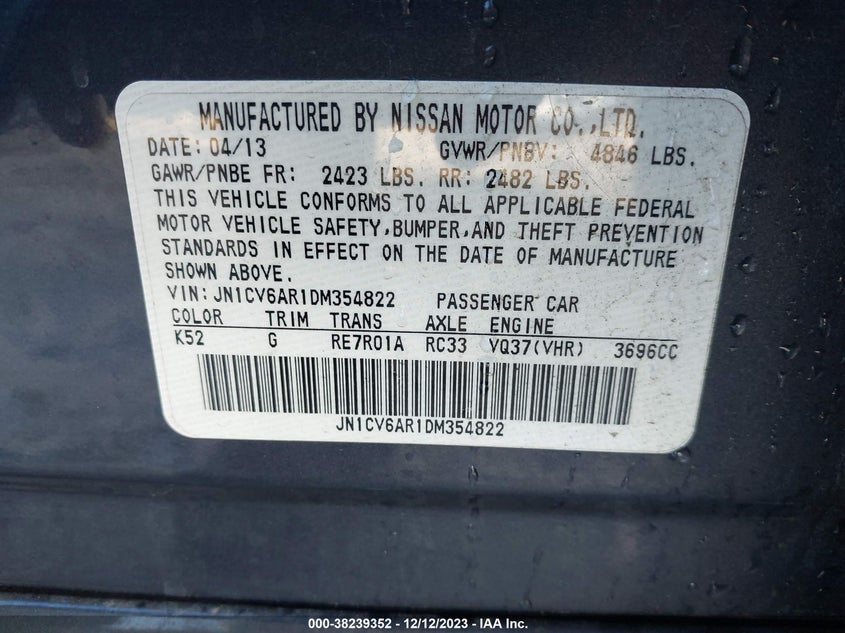 MANUFACTURED BY NISSAN MOTOR CO.,LTD.
DATE: 04/13 GVWR/PNBV: 4846 LBS.
GAWR/PNBE FR: 2423 LBS. RR: 2482 LBS.
THIS VEHICLE CONFORMS TO ALL APPLICABLE FEDERAL
MOTOR VEHICLE SAFETY,BUMPER,AND THEFT PREVENTION
STANDARDS IN EFFECT ON THE DATE OF MANUFACTURE
SHOWN ABOVE.
VIN:JN1CV6AR1DM354822 PASSENGER CAR
COLOR TRIM TRANS AXLE ENGINE
K52 G RE7R01A RC33 VQ37(VHR) 3696CC
JN1CV6AR1DM354822
000-38239352 - 12/12/2023 - IAA Inc.